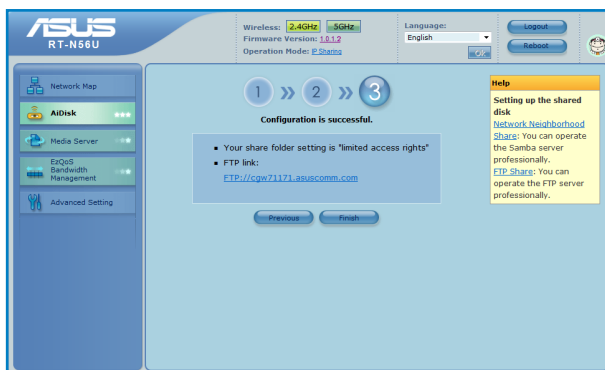 ASUS
RT-N56U
Wireless: 2.4GHz 5GHz
Firmware Version: 1.0.1.2
Operation Mode: IP Sharing
Language:
English
Logout
Reboot
Network Map
AiDisk
Media Server
EzQoS
Bandwidth
Management
Advanced Setting
1 » 2 » 3
Configuration is successful.
▪ Your share folder setting is "limited access rights"
▪ FTP link:
FTP://cgw71171.asuscomm.com
Previous
Finish
Help
Setting up the shared
disk
Network Neighborhood
Share: You can operate
the Samba server
professionally.
FTP Share: You can
operate the FTP server
professionally.